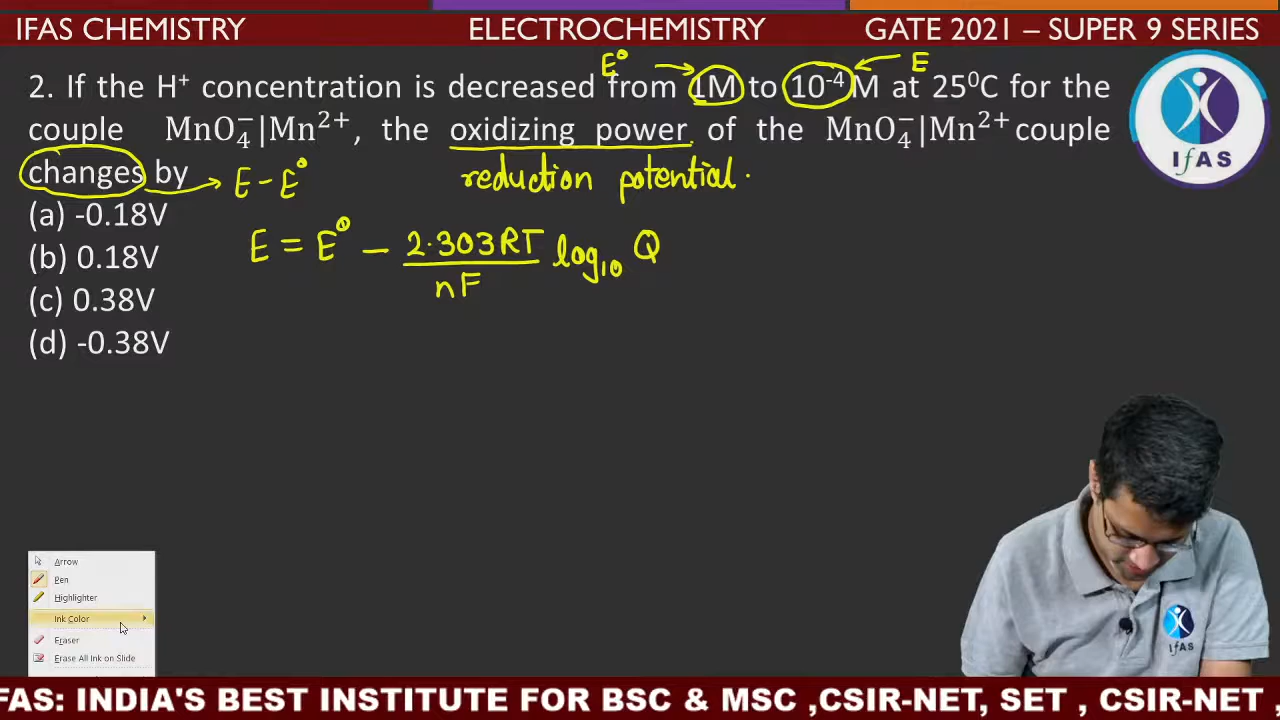 IFAS CHEMISTRY ELECTROCHEMISTRY GATE 2021 – SUPER 9 SERIES
E° → ← E
2. If the H⁺ concentration is decreased from 1M to 10⁻⁴ M at 25⁰C for the
couple MnO₄⁻|Mn²⁺, the oxidizing power of the MnO₄⁻|Mn²⁺ couple
changes by → E - E° reduction potential.
IfAS
(a) -0.18V
(b) 0.18V
(c) 0.38V
(d) -0.38V
E = E° - 2.303RT/nF log₁₀ Q
Arrow
Pen
Highlighter
Ink Color
Eraser
Erase All Ink on Slide
IFAS
FAS: INDIA'S BEST INSTITUTE FOR BSC & MSC ,CSIR-NET, SET , CSIR-NET ,